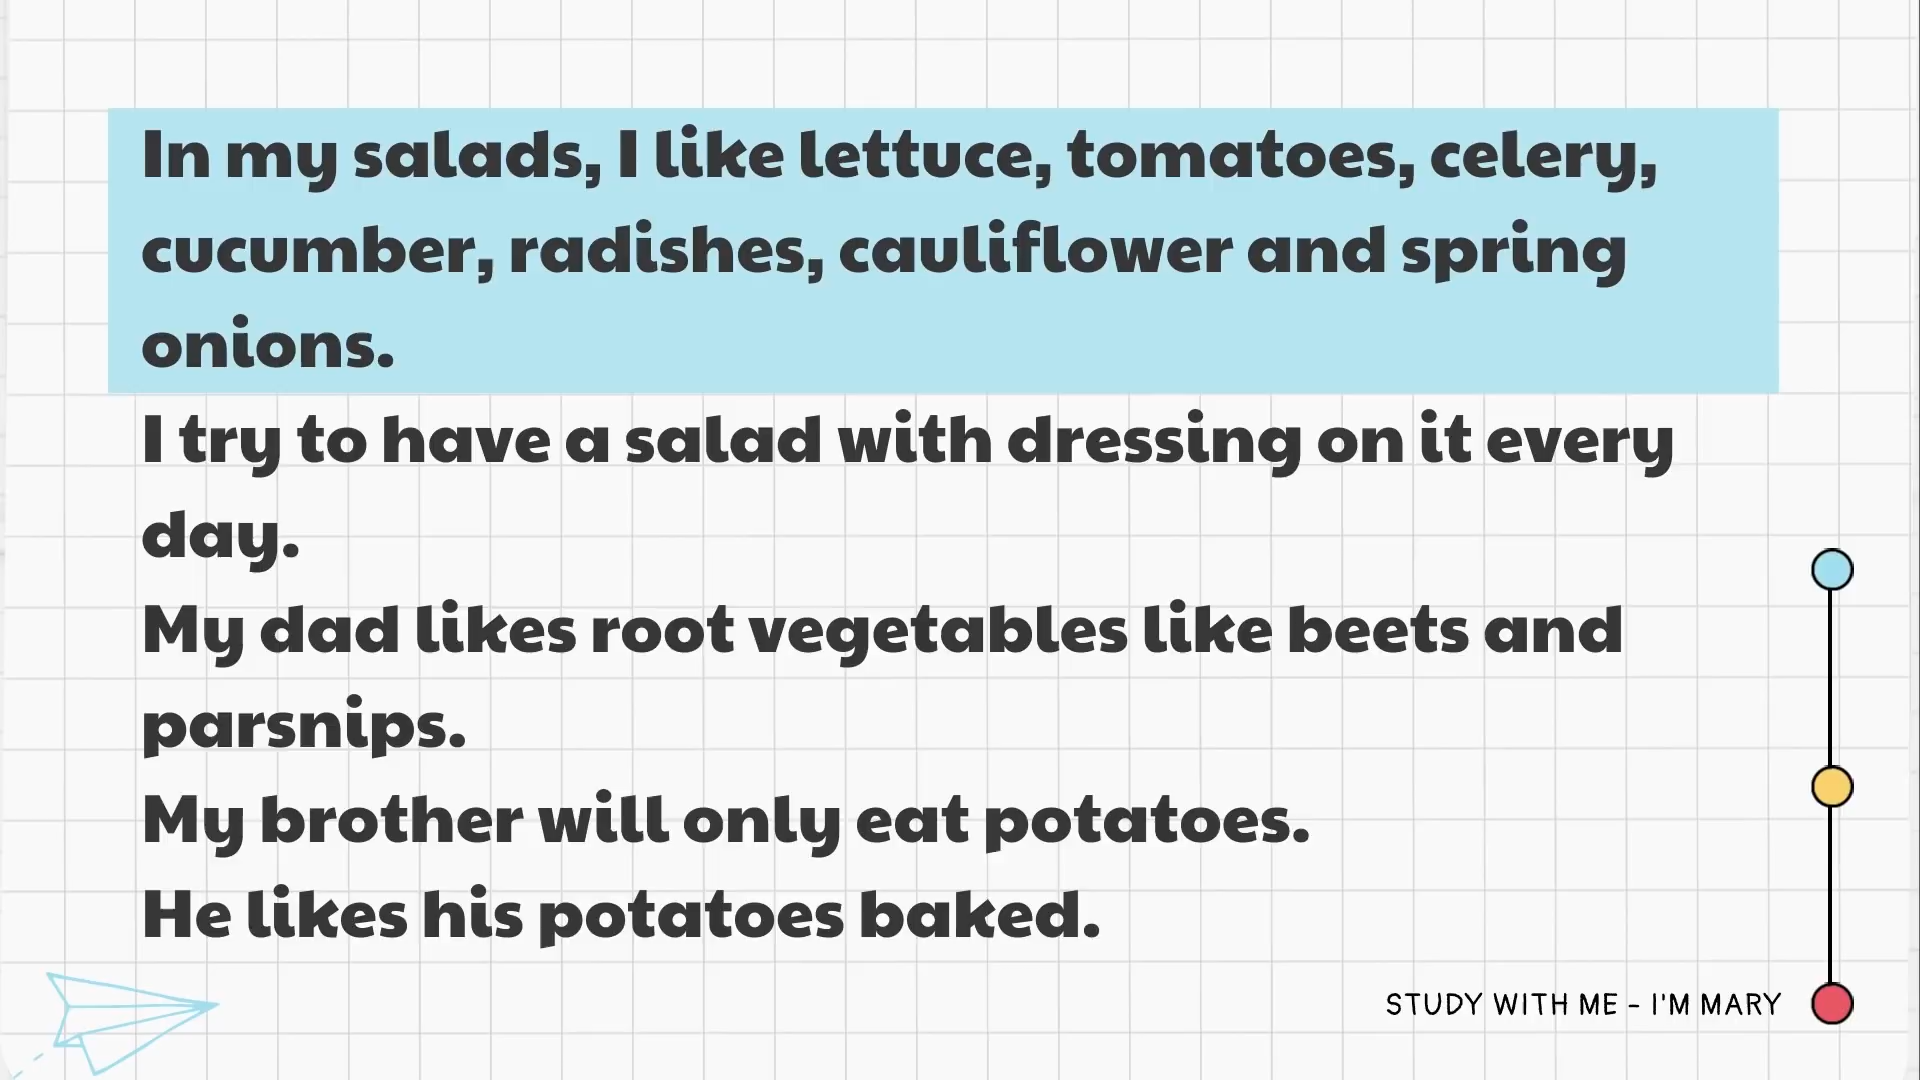 In my salads, I like lettuce, tomatoes, celery,
cucumber, radishes, cauliflower and spring
onions.
I try to have a salad with dressing on it every
day.
My dad likes root vegetables like beets and
parsnips.
My brother will only eat potatoes.
He likes his potatoes baked.
STUDY WITH ME - I'M MARY